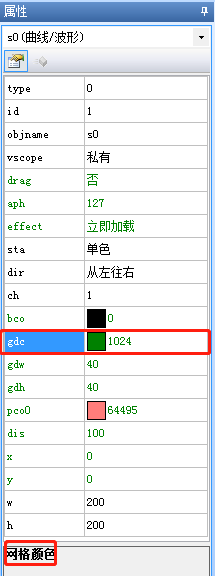 属性
s0(曲线/波形)
type 0
id 1
objname s0
vscope 私有
drag 否
aph 127
effect 立即加载
sta 单色
dir 从左往右
ch 1
bco 0
gdc 1024
gdw 40
gdh 40
pco0 64495
dis 100
x 0
y 0
w 200
h 200
网格颜色